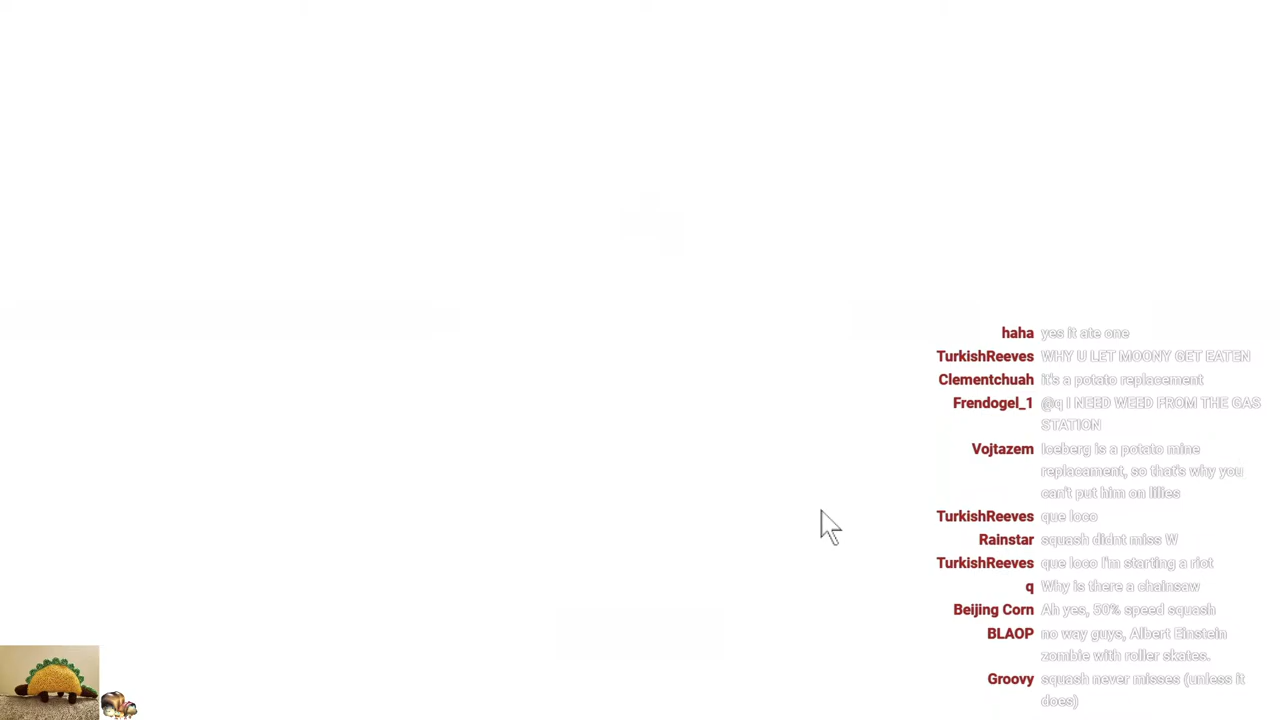 haha yes it ate one
TurkishReeves WHY U LET MOONY GET EATEN
Clementchuah it's a potato replacement
Frendogel_1 @q I NEED WEED FROM THE GAS
STATION
Vojtazem Iceberg is a potato mine
replacament, so that's why you
can't put him on lilies
TurkishReeves que loco
Rainstar squash didnt miss W
TurkishReeves que loco I'm starting a riot
q Why is there a chainsaw
Beijing Corn Ah yes, 50% speed squash
BLAOP no way guys, Albert Einstein
zombie with roller skates.
Groovy squash never misses (unless it
does)